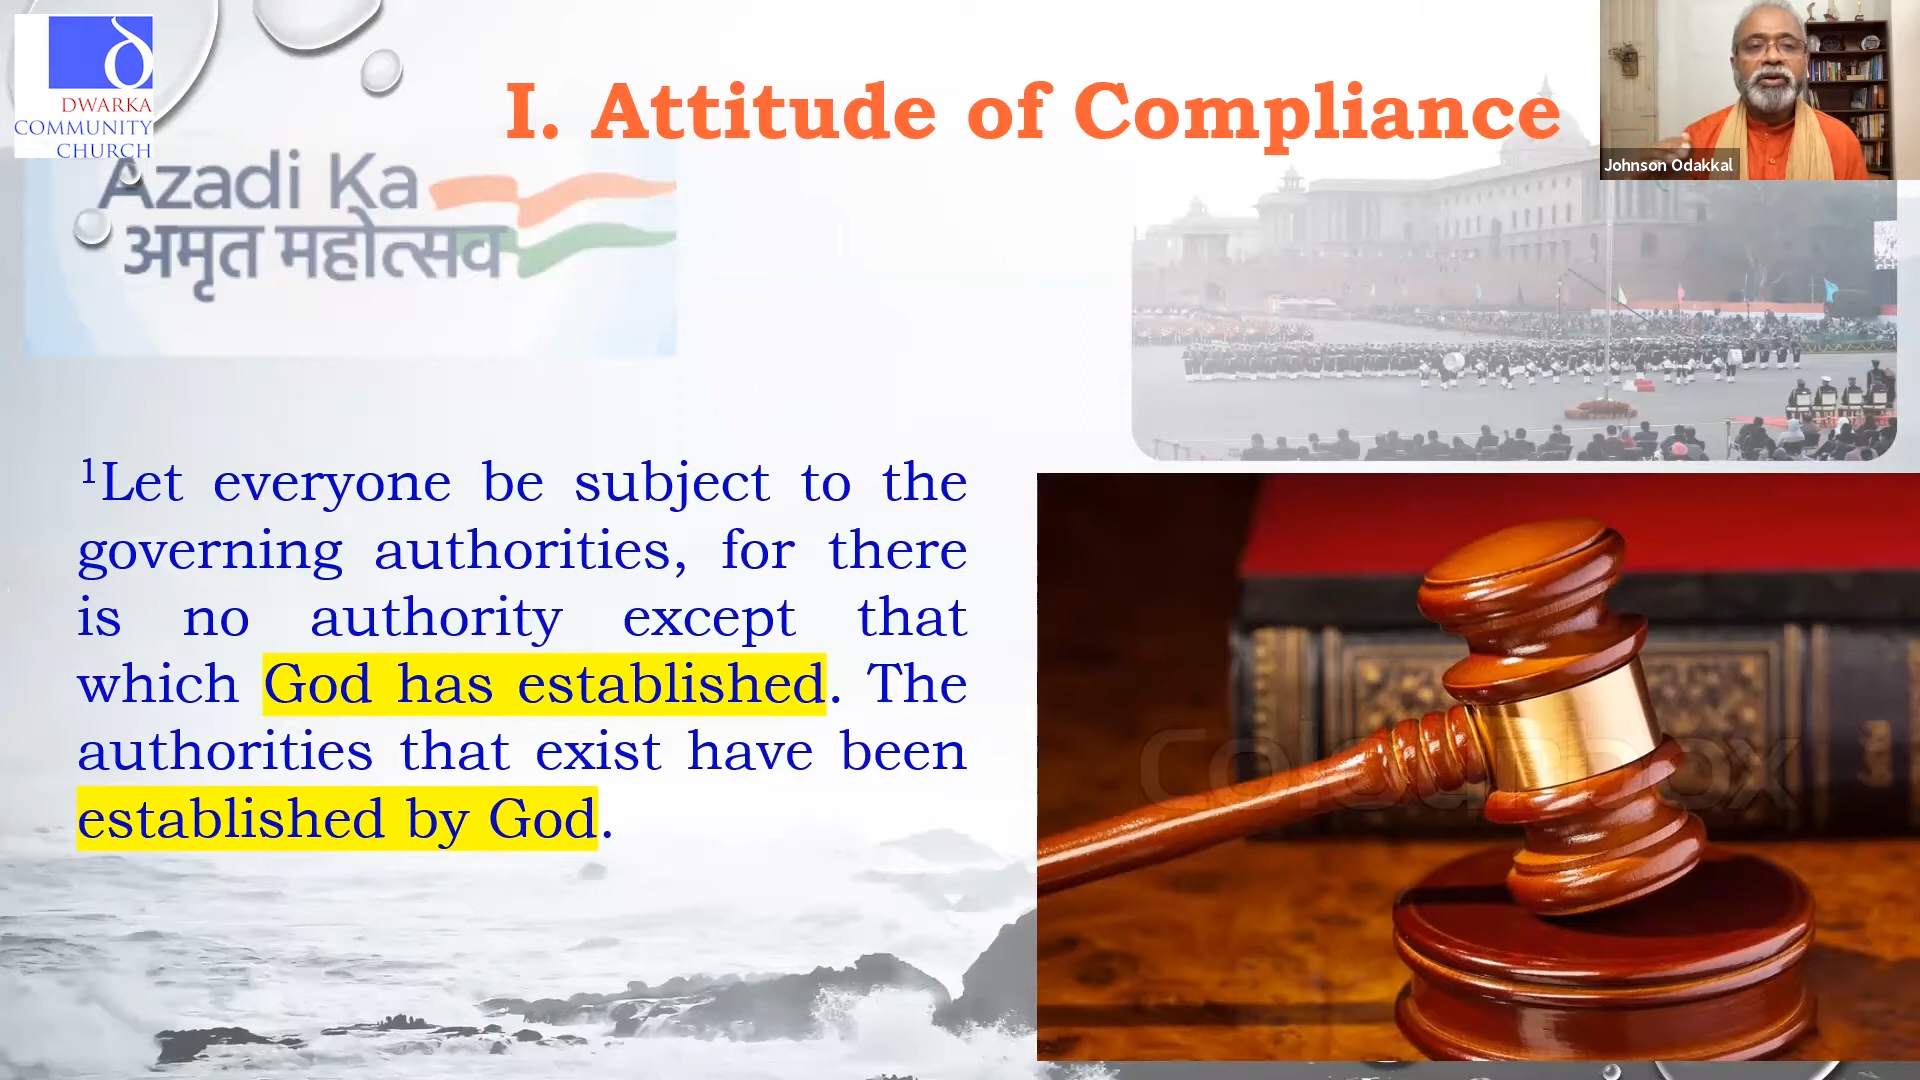 DWARKA
COMMUNITY
CHURCH
I. Attitude of Compliance
Johnson Odakkal
Azadi Ka
अमृत महोत्सव
¹Let everyone be subject to the
governing authorities, for there
is no authority except that
which God has established. The
authorities that exist have been
established by God.
Colourbox